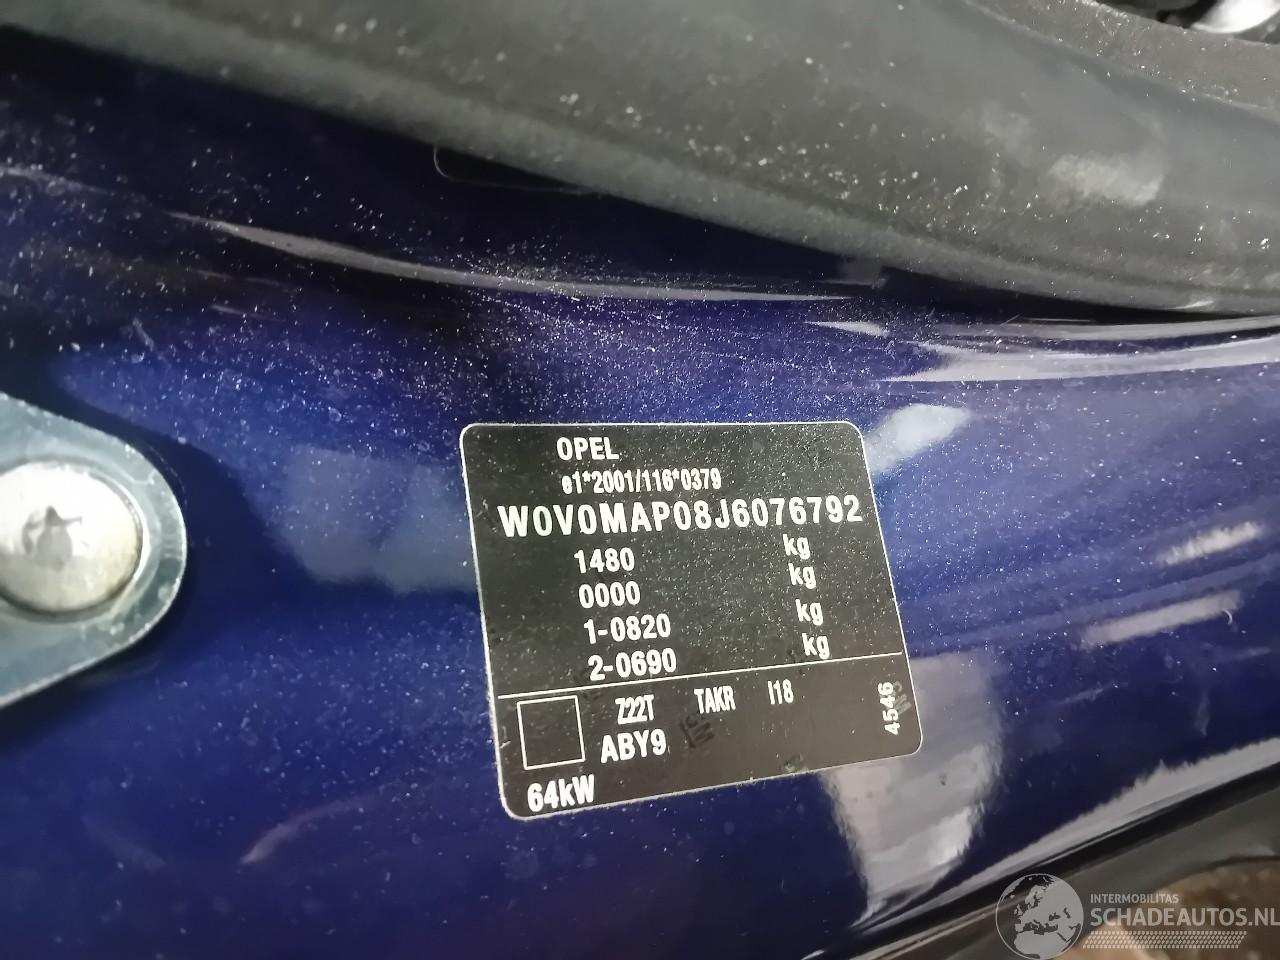 OPEL
e1*2001/116*0379
W0V0MAP08J6076792
1480 kg
0000 kg
1-0820 kg
2-0690 kg
Z22T TAKR I18
ABY9
4546
64kW
INTERMOBILITAS
SCHADEAUTOS.NL